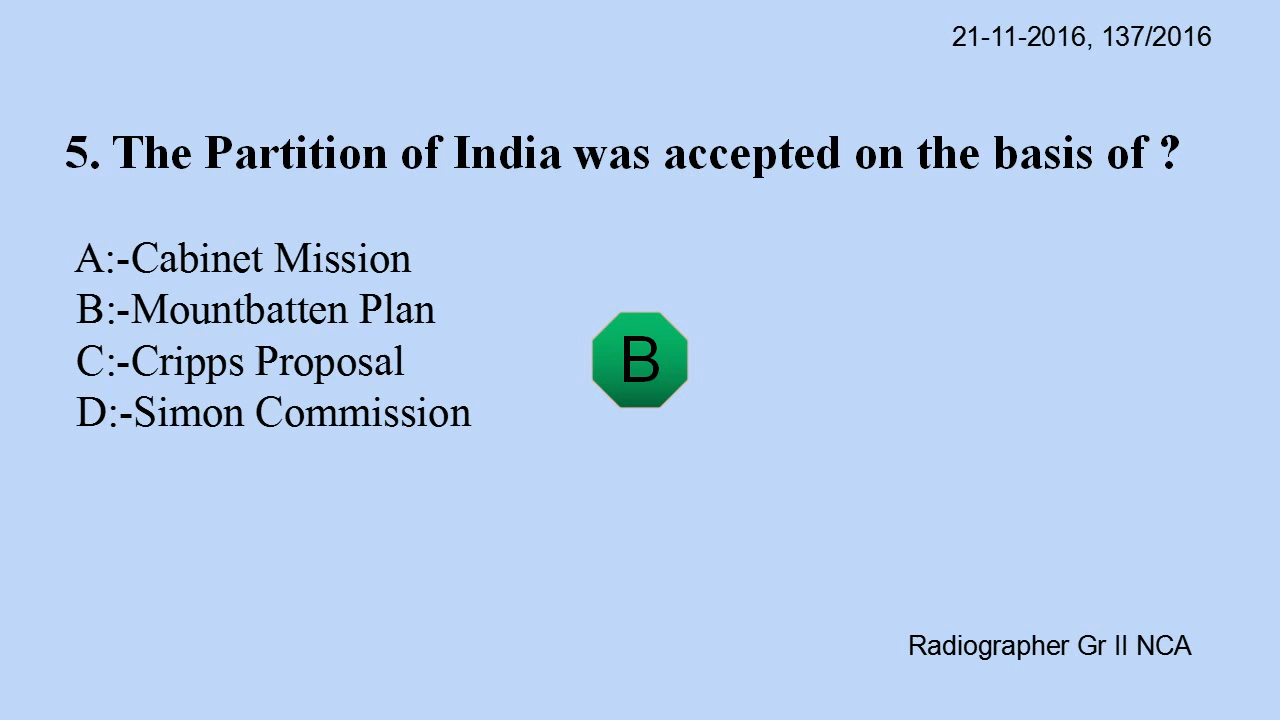 21-11-2016, 137/2016
5. The Partition of India was accepted on the basis of ?
A:-Cabinet Mission
B:-Mountbatten Plan
C:-Cripps Proposal
D:-Simon Commission
B
Radiographer Gr II NCA